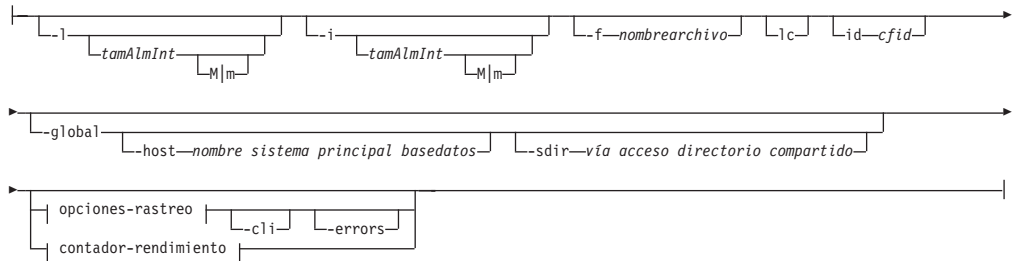 -l -i -f nombrearchivo lc id cfid
tamAlmInt tamAlmInt
M|m M|m
-global
-host nombre sistema principal basedatos -sdir vía acceso directorio compartido
opciones-rastreo
-cli -errors
contador-rendimiento